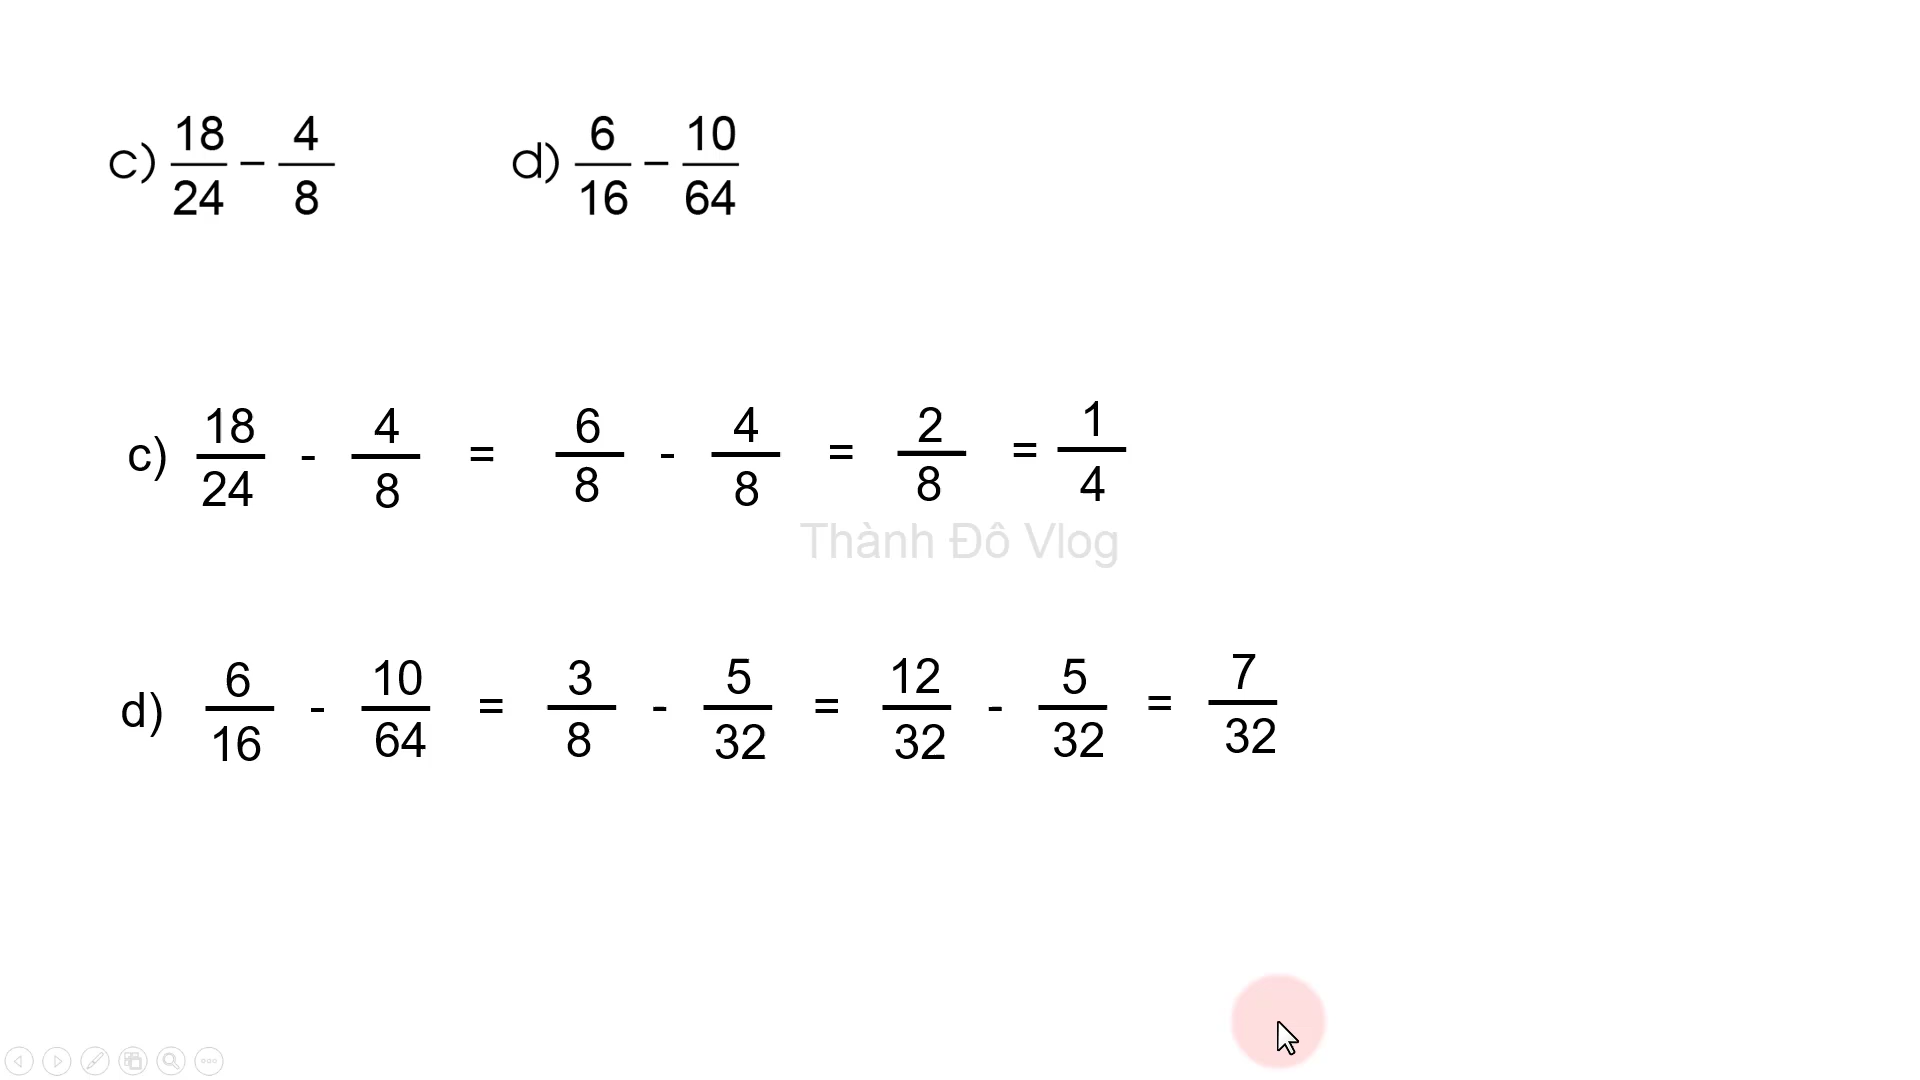 c) 18/24 − 4/8 d) 6/16 − 10/64
c) 18/24 - 4/8 = 6/8 - 4/8 = 2/8 = 1/4
Thành Đô Vlog
d) 6/16 - 10/64 = 3/8 - 5/32 = 12/32 - 5/32 = 7/32